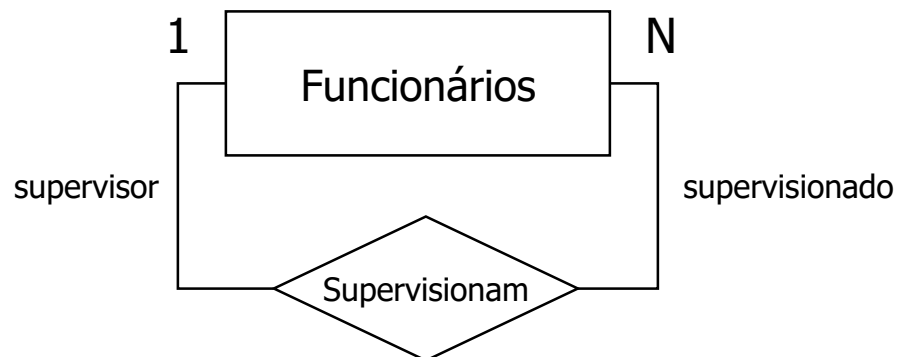 1
N
Funcionários
supervisor
supervisionado
Supervisionam